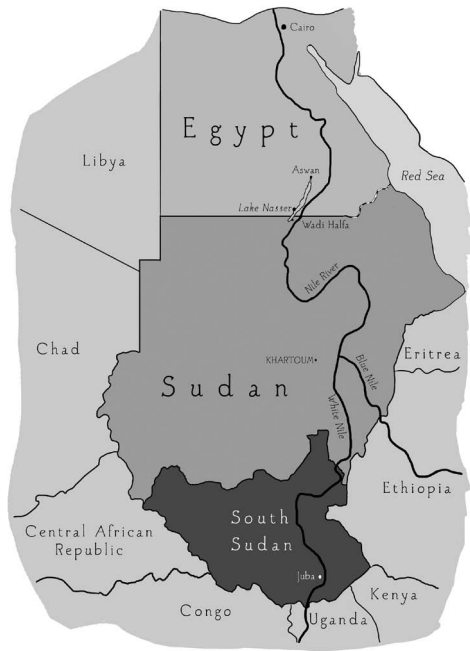 Cairo
Egypt
Libya
Aswan
Red Sea
Lake Nasser
Wadi Halfa
Nile River
Chad
KHARTOUM
Blue Nile
Eritrea
Sudan
White Nile
Ethiopia
South
Sudan
Central African
Republic
Juba
Kenya
Congo
Uganda